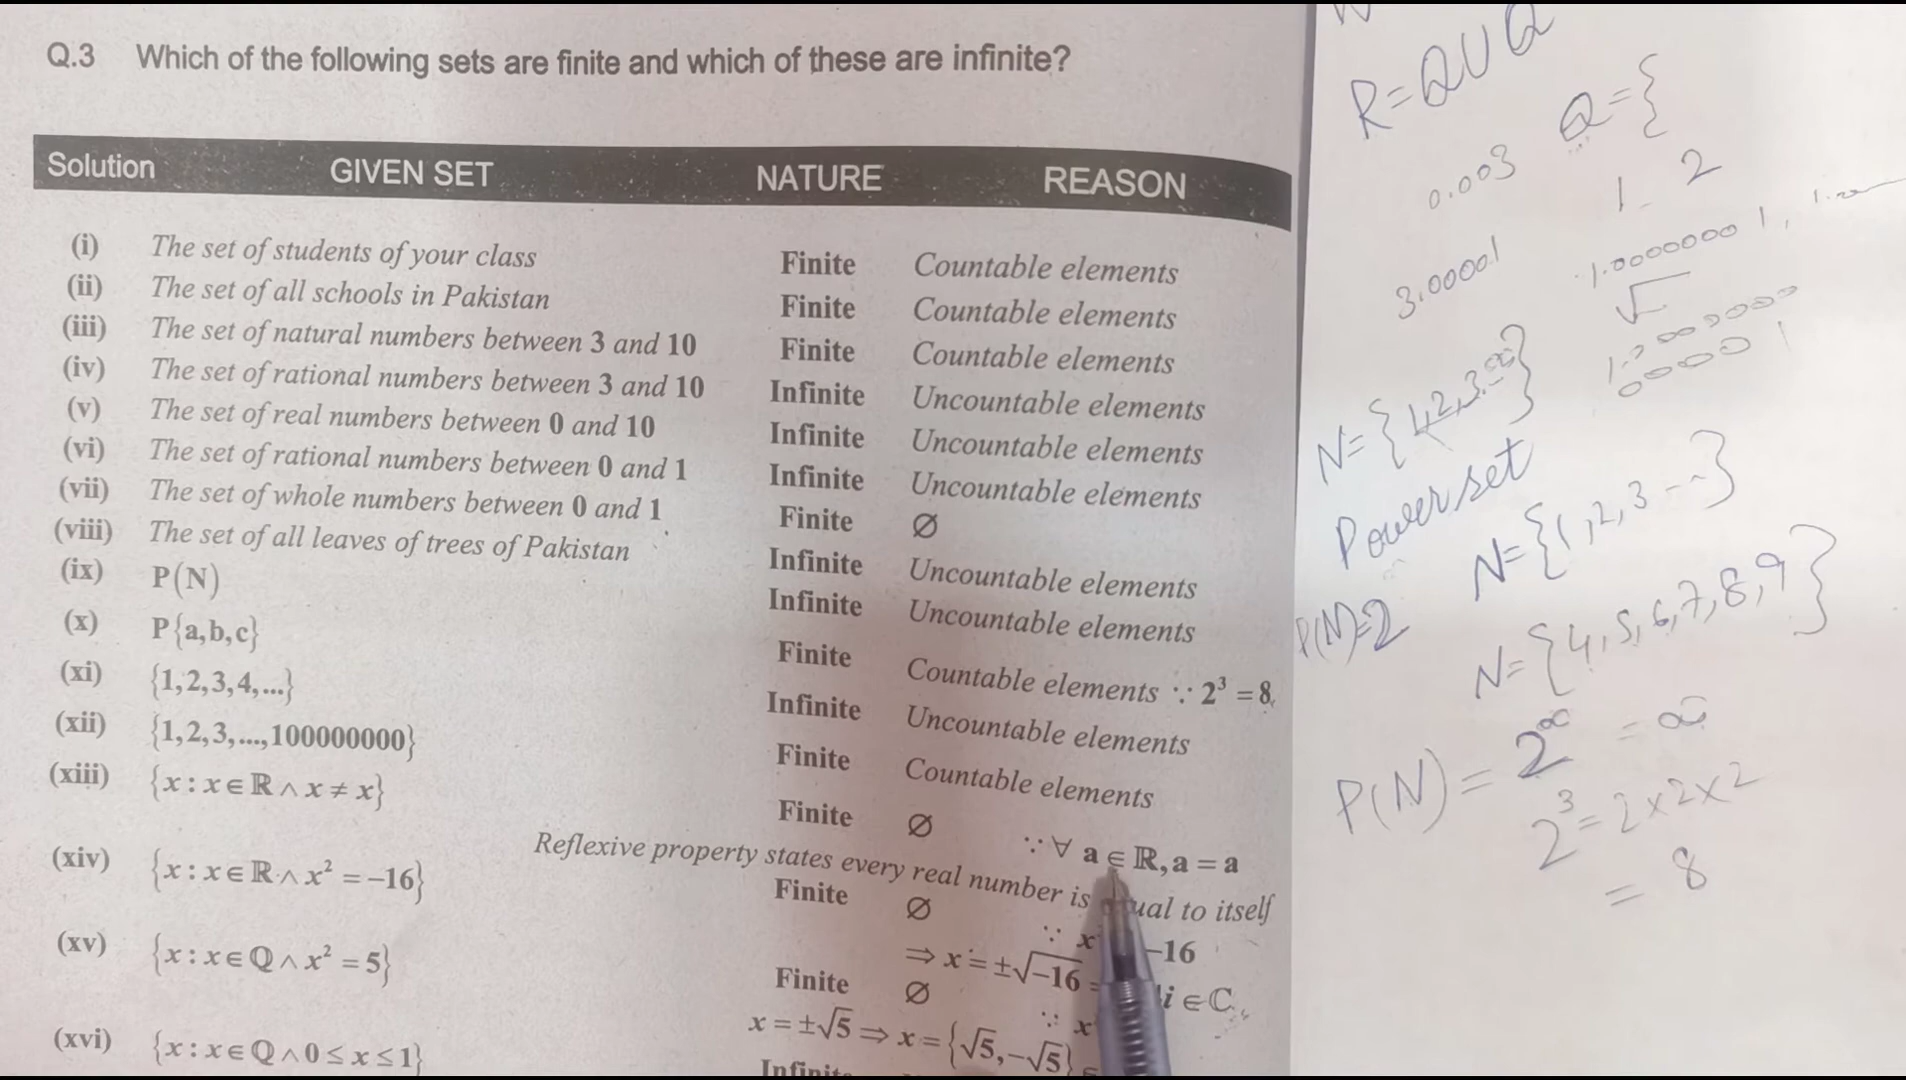 Q.3 Which of the following sets are finite and which of these are infinite?
Solution GIVEN SET NATURE REASON
(i) The set of students of your class Finite Countable elements
(ii) The set of all schools in Pakistan Finite Countable elements
(iii) The set of natural numbers between 3 and 10 Finite Countable elements
(iv) The set of rational numbers between 3 and 10 Infinite Uncountable elements
(v) The set of real numbers between 0 and 10 Infinite Uncountable elements
(vi) The set of rational numbers between 0 and 1 Infinite Uncountable elements
(vii) The set of whole numbers between 0 and 1 Finite Ø
(viii) The set of all leaves of trees of Pakistan Infinite Uncountable elements
(ix) P(N) Infinite Uncountable elements
(x) P{a,b,c} Finite Countable elements ∵ 2³ = 8
(xi) {1,2,3,4,...} Infinite Uncountable elements
(xii) {1,2,3,...,100000000} Finite Countable elements
(xiii) {x : x ∈ ℝ ∧ x ≠ x} Finite Ø ∵ ∀ a ∈ ℝ, a = a
Reflexive property states every real number is equal to itself
(xiv) {x : x ∈ ℝ ∧ x² = −16} Finite Ø ∵ x −16
⇒ x = ±√−16 = i ∈ ℂ
(xv) {x : x ∈ ℚ ∧ x² = 5} Finite Ø ∵ x
x = ±√5 ⇒ x = {√5, −√5}
(xvi) {x : x ∈ ℚ ∧ 0 ≤ x ≤ 1} Infinite
R = Q U Q
Q = {
0.003
1 2
3.00001
1.0000000 1,
√
N = {1,2,3 -∞}
Power set
N = {1,2,3 --}
P(N)=2
N = {4,5,6,7,8,9}
P(N) = 2^∞ = ∞
2³ = 2×2×2
= 8